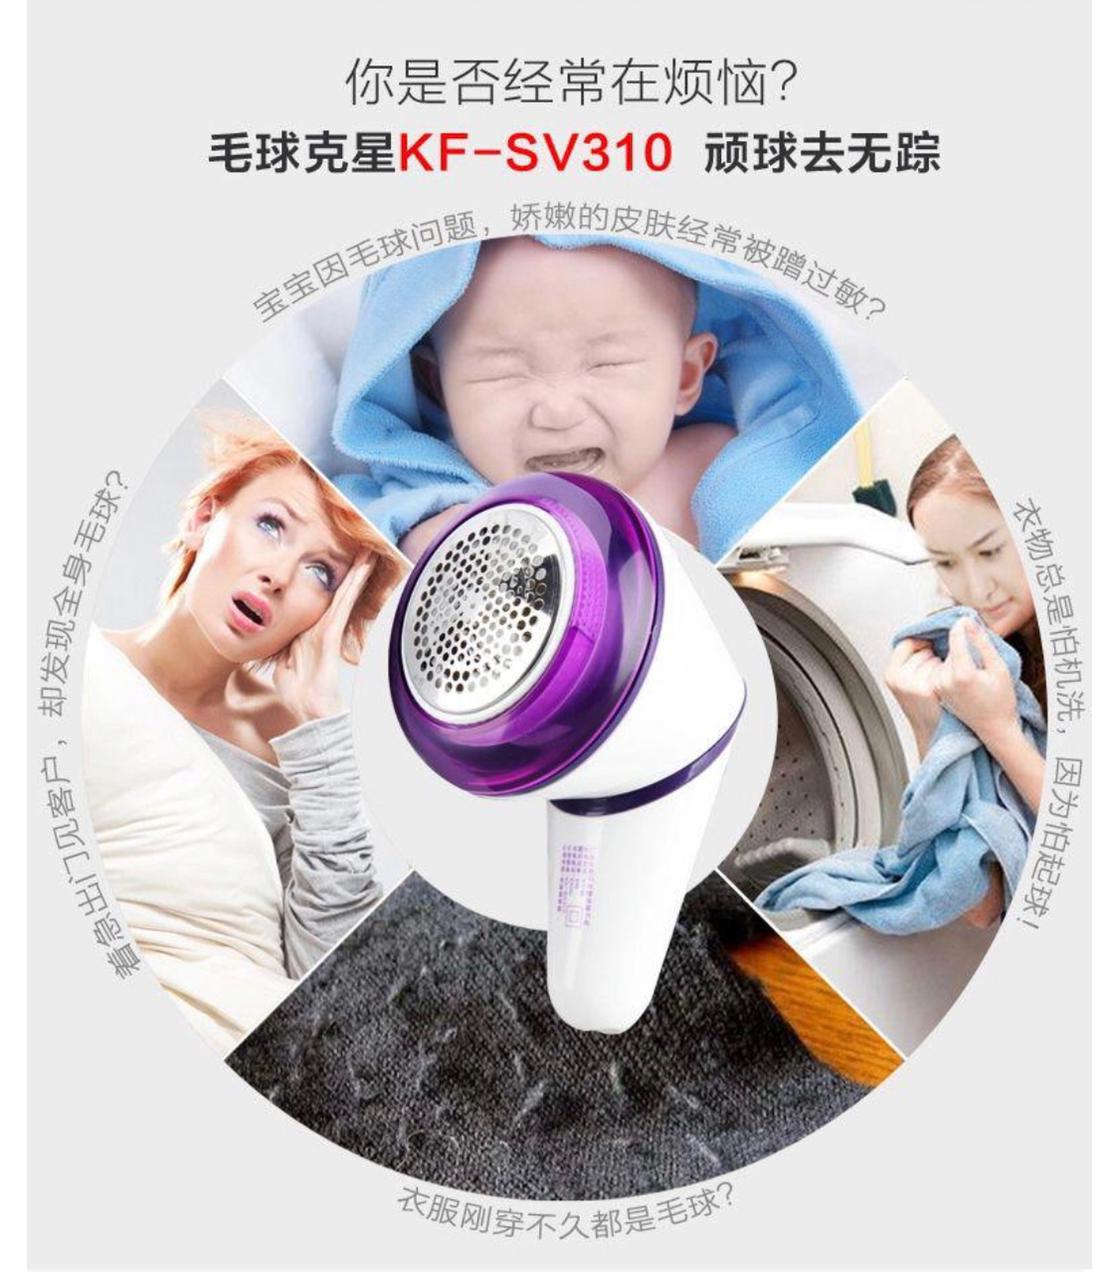 你是否经常在烦恼?
毛球克星KF-SV310 顽球去无踪
宝宝因毛球问题，娇嫩的皮肤经常被蹭过敏?
着急出门见客户，却发现全身毛球?
衣物总是怕机洗，因为怕起球!
衣服刚穿不久都是毛球?